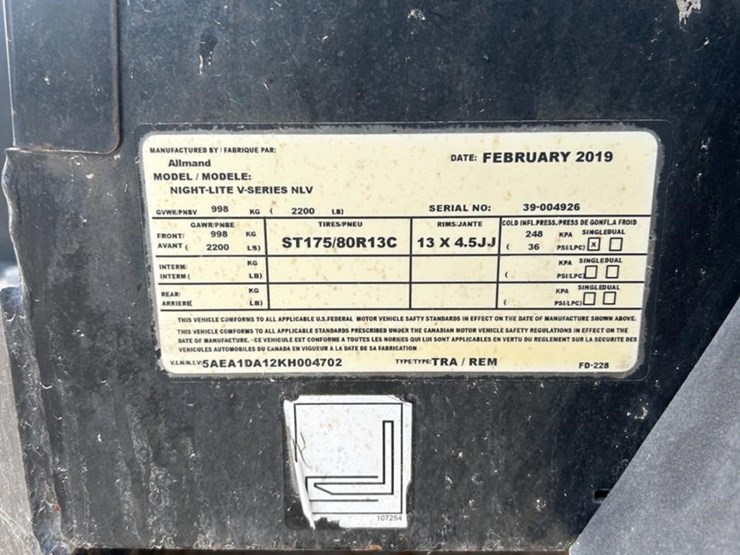 MANUFACTURED BY / FABRIQUE PAR:
Allmand
DATE: FEBRUARY 2019
MODEL / MODELE:
NIGHT-LITE V-SERIES NLV
GVWR/PNBV 998 KG ( 2200 LB) SERIAL NO: 39-004926
GAWR/PNBE TIRES/PNEU RIMS/JANTE COLD INFL.PRESS./PRESS DE GONFL.A FROID
FRONT/ 998 KG 248 KPA SINGLE DUAL
AVANT ( 2200 LB) ST175/80R13C 13 X 4.5JJ ( 36 PSI/LPC) X
INTERM/ KG KPA SINGLE DUAL
INTERM ( LB) ( PSI/LPC)
REAR/ KG KPA SINGLE DUAL
ARRIERE LB) ( PSI/LPC)
THIS VEHICLE CONFORMS TO ALL APPLICABLE U.S.FEDERAL MOTOR VEHICLE SAFTY STANDARDS IN EFFECT ON THE DATE OF MANUFACTURE SHOWN ABOVE.
THIS VEHICLE COMFORMS TO ALL APPLICABLE STANDARDS PRESCRIBED UNDER THE CANADIAN MOTOR VEHICLE SAFETY REGULATIONS IN EFFECT ON THE
DATE OF MANUFACTURE. - CE VEHICULE EST CONFORME A TOUTES LES NORMES QUI LUI SONT APPLICABLES EN VERTU DU REGLEMENT SUR LA SECURITE DES
VEHICULES AUTOMOBILES DU CANADA EN VIGUEUR A LA DATE DE SA FABRICATION
V.I.N/N.I.V: 5AEA1DA12KH004702 TYPE/TYPE: TRA / REM FD-228
107254